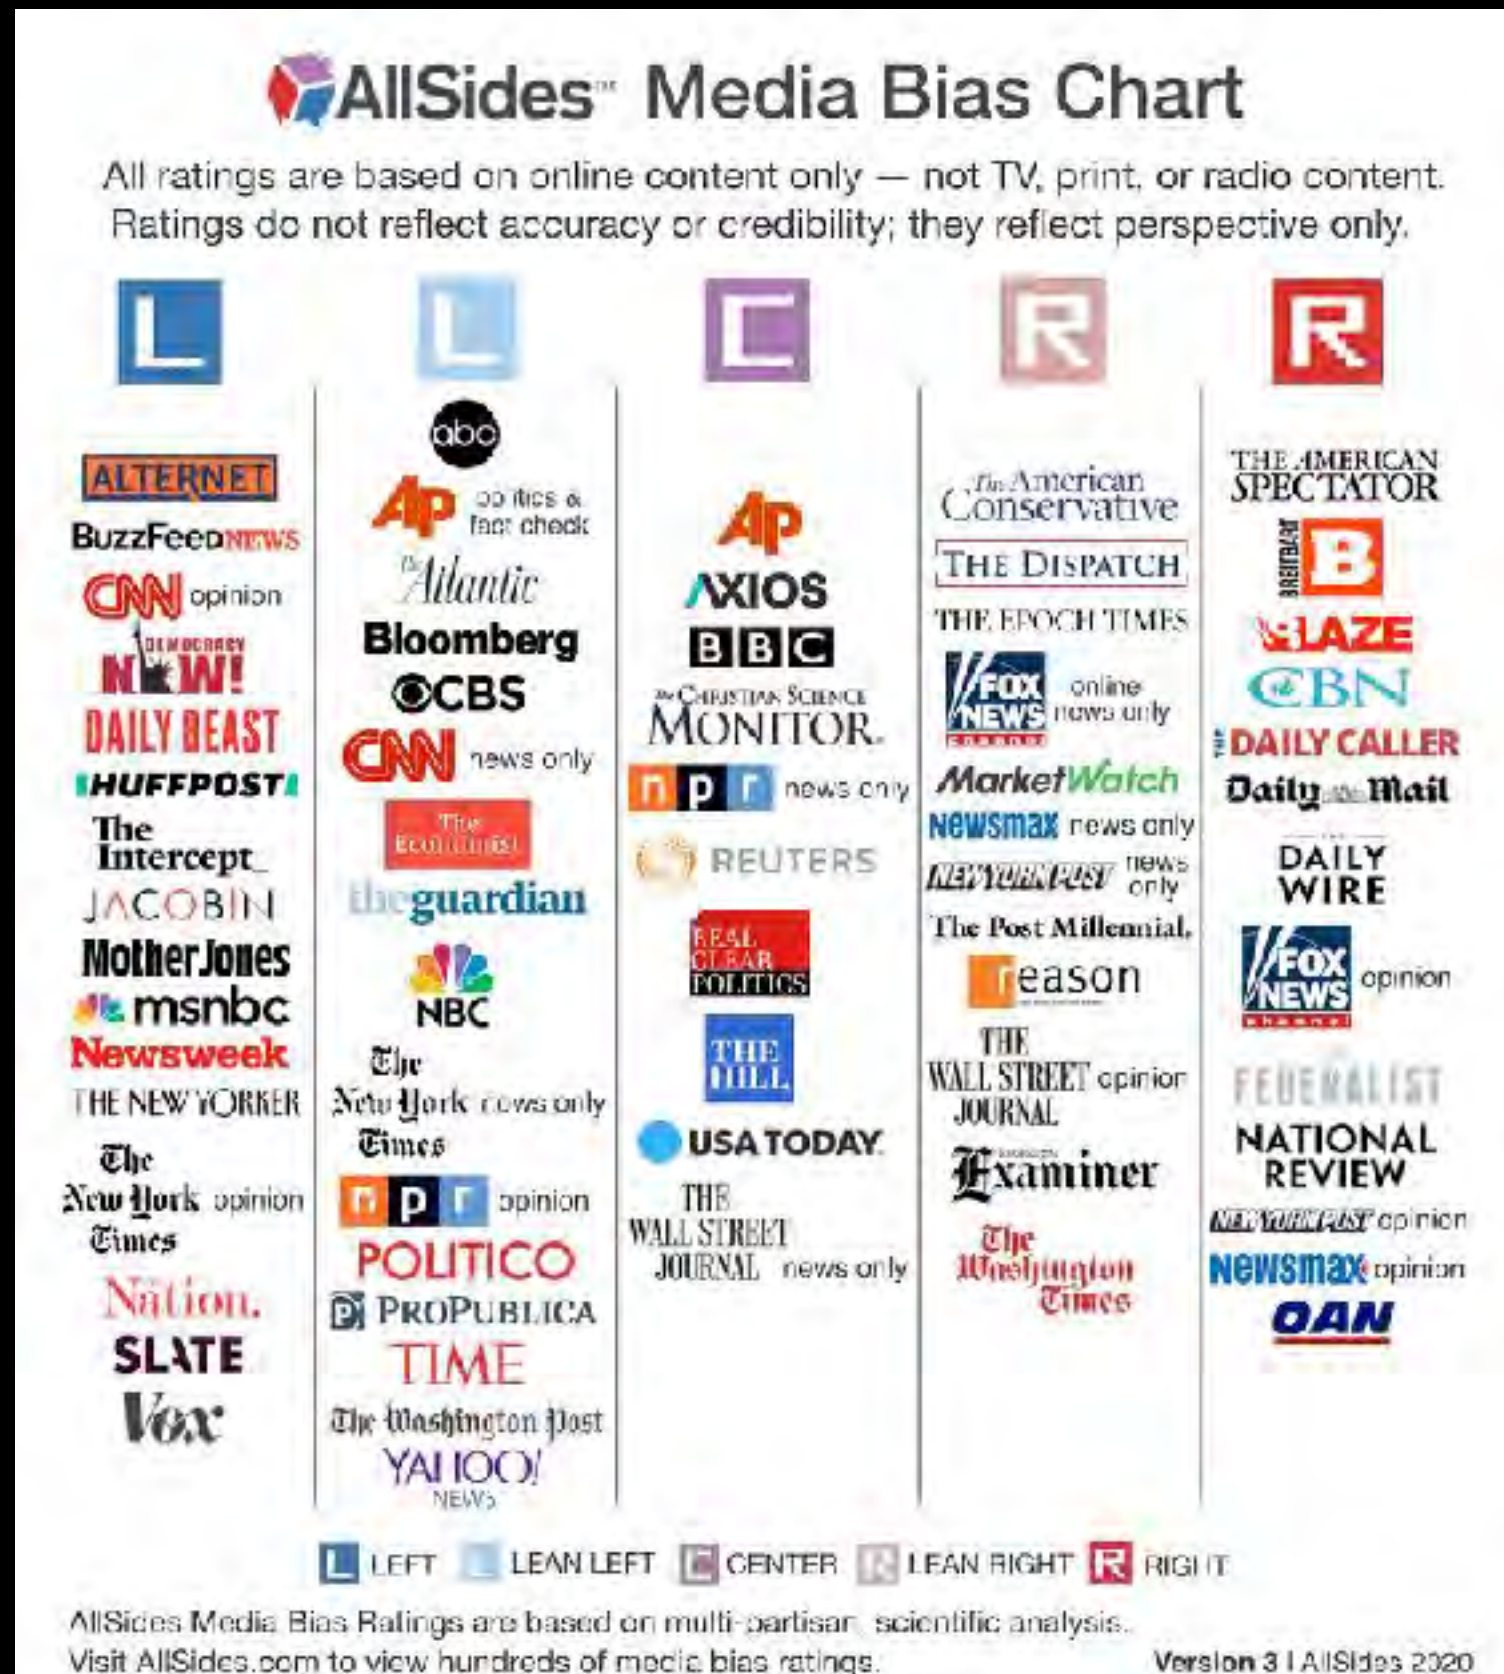 AllSides™ Media Bias Chart
All ratings are based on online content only — not TV, print, or radio content.
Ratings do not reflect accuracy or credibility; they reflect perspective only.
L
L
C
R
R
ALTERNET
BuzzFeed NEWS
CNN opinion
DEMOCRACY
NOW!
DAILY BEAST
HUFFPOST
The
Intercept_
JACOBIN
Mother Jones
msnbc
Newsweek
THE NEW YORKER
The
New York opinion
Times
The Nation.
SLATE
Vox
abc
AP politics &
fact check
The Atlantic
Bloomberg
CBS
CNN news only
The
Economist
theguardian
NBC
The
New York news only
Times
npr opinion
POLITICO
PROPUBLICA
TIME
The Washington Post
YAHOO!
NEWS
AP
AXIOS
BBC
The CHRISTIAN SCIENCE
MONITOR
npr news only
REUTERS
REAL
CLEAR
POLITICS
THE
HILL
USA TODAY
THE
WALL STREET
JOURNAL news only
The American
Conservative
THE DISPATCH
THE EPOCH TIMES
FOX online
NEWS news only
channel
MarketWatch
Newsmax news only
NEW YORK POST news
only
The Post Millennial.
reason
THE
WALL STREET opinion
JOURNAL
Examiner
The
Washington
Times
THE AMERICAN
SPECTATOR
BREITBART B
BLAZE
CBN
THE DAILY CALLER
Daily Mail
THE
DAILY
WIRE
FOX opinion
NEWS
channel
FEDERALIST
NATIONAL
REVIEW
NEW YORK POST opinion
Newsmax opinion
OAN
L LEFT L LEAN LEFT C CENTER R LEAN RIGHT R RIGHT
AllSides Media Bias Ratings are based on multi-partisan, scientific analysis.
Visit AllSides.com to view hundreds of media bias ratings.
Version 3 | AllSides 2020